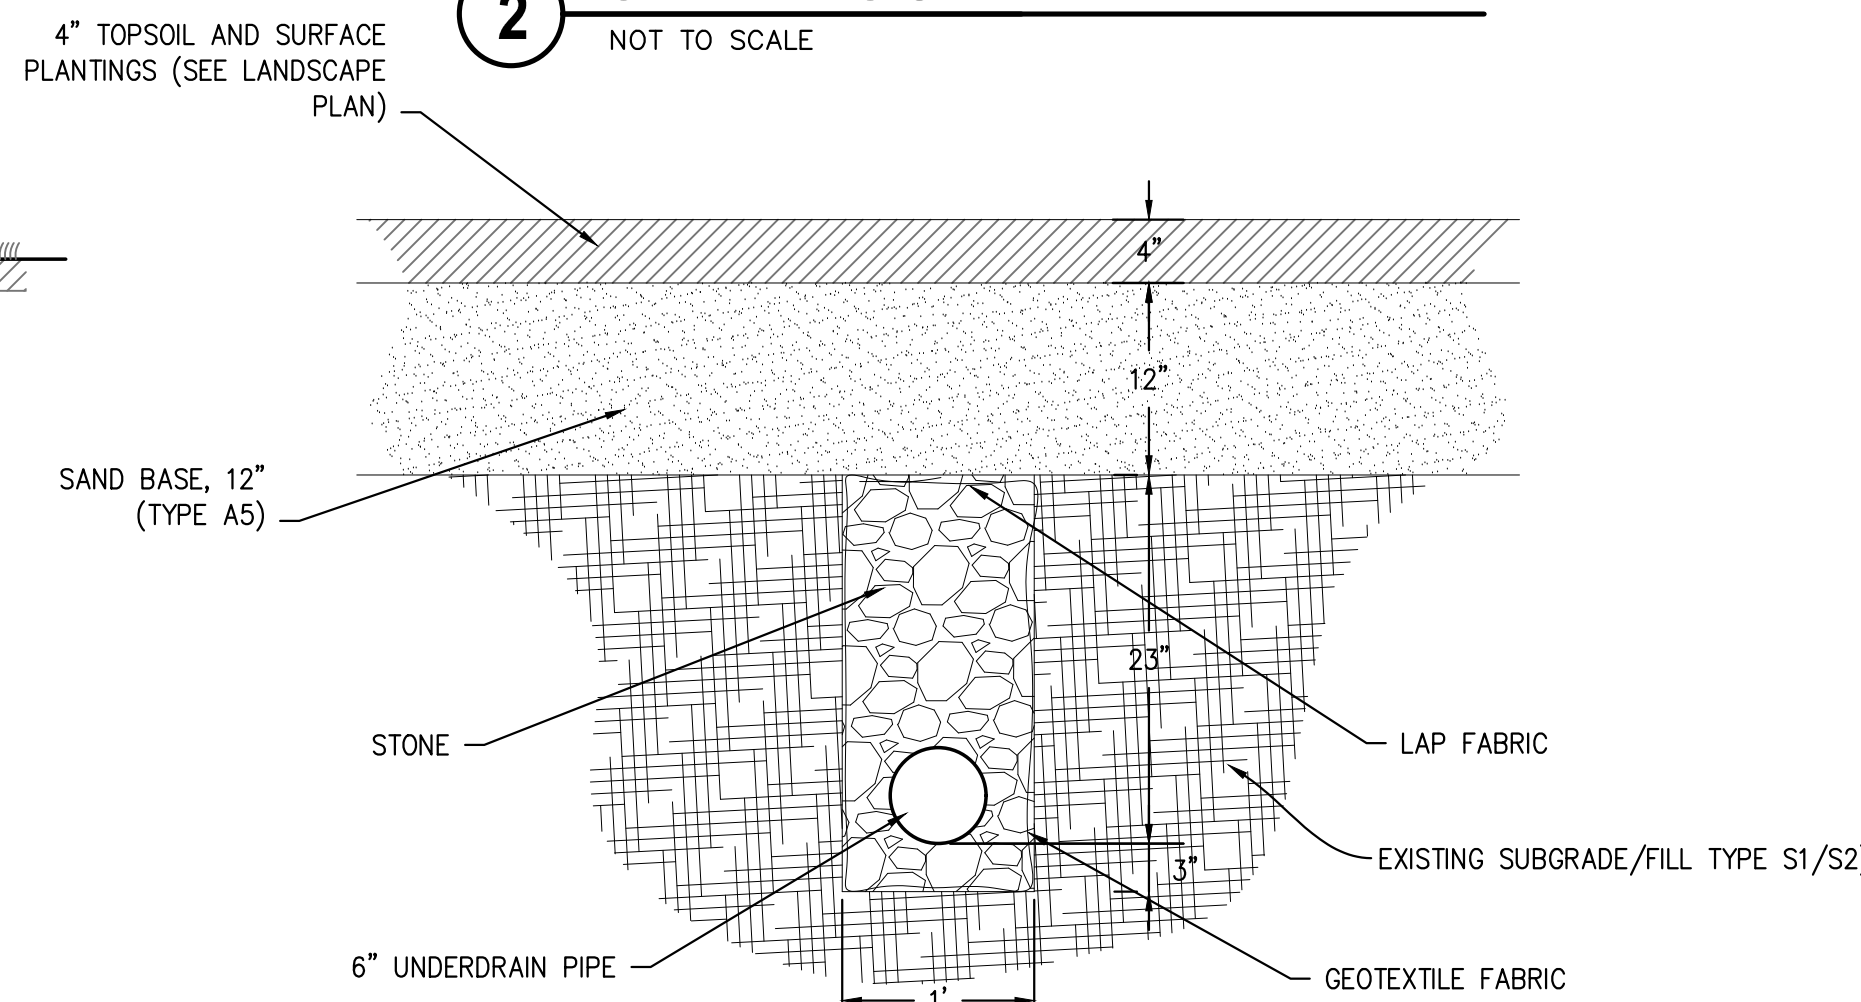 2
NOT TO SCALE
4” TOPSOIL AND SURFACE
PLANTINGS (SEE LANDSCAPE
PLAN)
4”
12”
SAND BASE, 12”
(TYPE A5)
23”
STONE
LAP FABRIC
3”
EXISTING SUBGRADE/FILL TYPE S1/S2
6” UNDERDRAIN PIPE
GEOTEXTILE FABRIC
1'